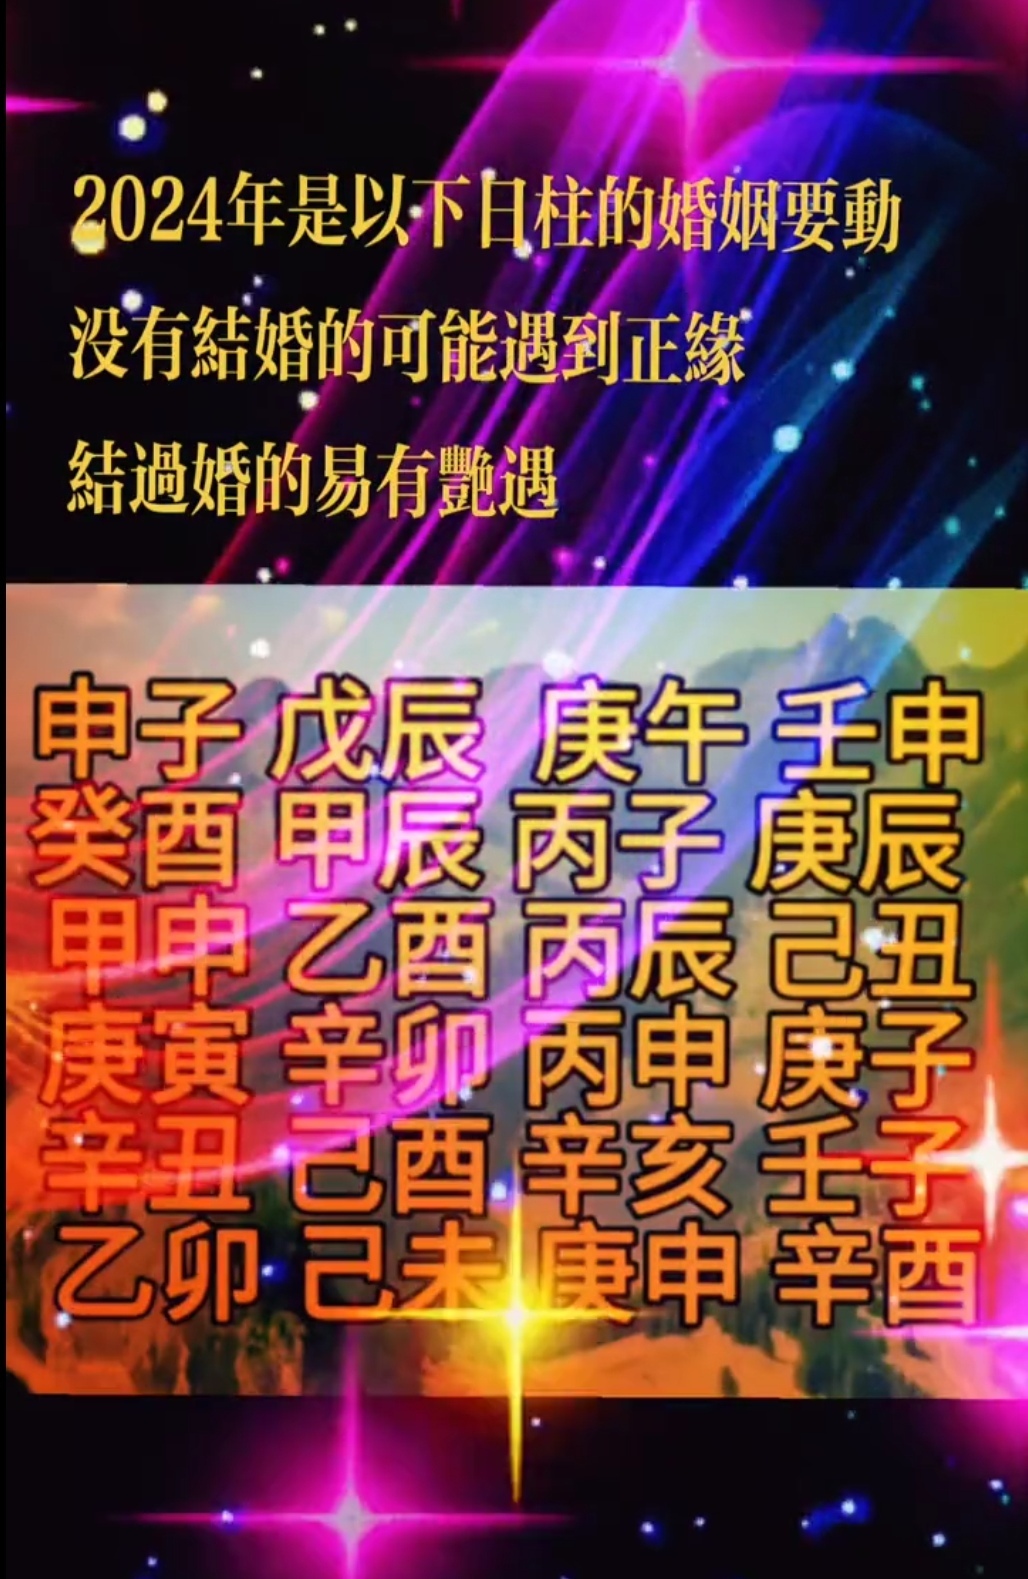 2024年是以下日柱的婚姻要動
没有結婚的可能遇到正緣
結過婚的易有艷遇
申子 戊辰 庚午 壬申
癸酉 甲辰 丙子 庚辰
甲申 乙酉 丙辰 己丑
庚寅 辛卯 丙申 庚子
辛丑 己酉 辛亥 壬子
乙卯 己未 庚申 辛酉